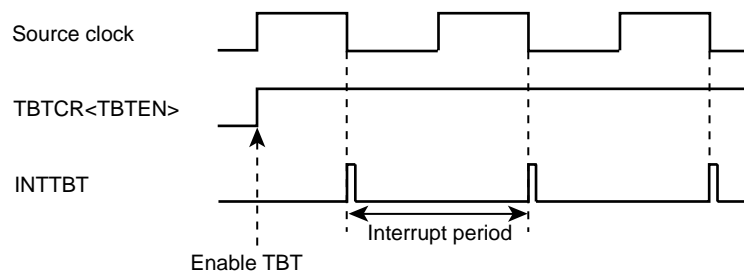 Source clock
TBTCR<TBTEN>
INTTBT
Interrupt period
Enable TBT